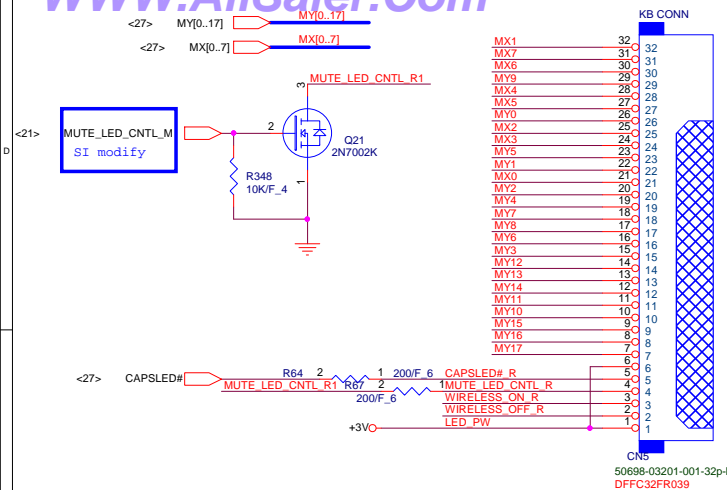 www.AliSaler.Com
<27> MY[0..17] MY[0..17]
<27> MX[0..7] MX[0..7]
KB CONN
MUTE_LED_CNTL_R1
3
<21> MUTE_LED_CNTL_M
SI modify
2
Q21
2N7002K
1
R348
10K/F_4
D
MX1 32 32
MX7 31 31
MX6 30 30
MY9 29 29
MX4 28 28
MX5 27 27
MY0 26 26
MX2 25 25
MX3 24 24
MY5 23 23
MY1 22 22
MX0 21 21
MY2 20 20
MY4 19 19
MY7 18 18
MY8 17 17
MY6 16 16
MY3 15 15
MY12 14 14
MY13 13 13
MY14 12 12
MY11 11 11
MY10 10 10
MY15 9 9
MY16 8 8
MY17 7 7
6 6
<27> CAPSLED# R64 2 1 200/F_6 CAPSLED#_R 5 5
MUTE_LED_CNTL_R1 R67 2 1 MUTE_LED_CNTL_R 4 4
200/F_6
WIRELESS_ON_R 3 3
WIRELESS_OFF_R 2 2
+3V LED_PW 1 1
CN5
50698-03201-001-32p-
DFFC32FR039